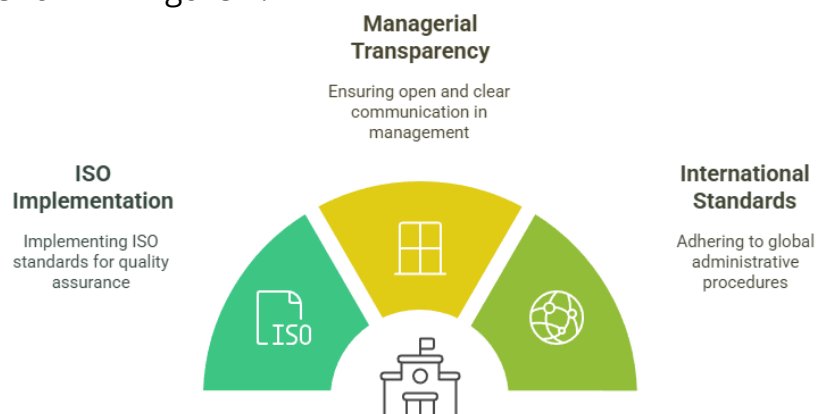 Managerial
Transparency
Ensuring open and clear
communication in
management
ISO
Implementation
Implementing ISO
standards for quality
assurance
International
Standards
Adhering to global
administrative
procedures
ISO